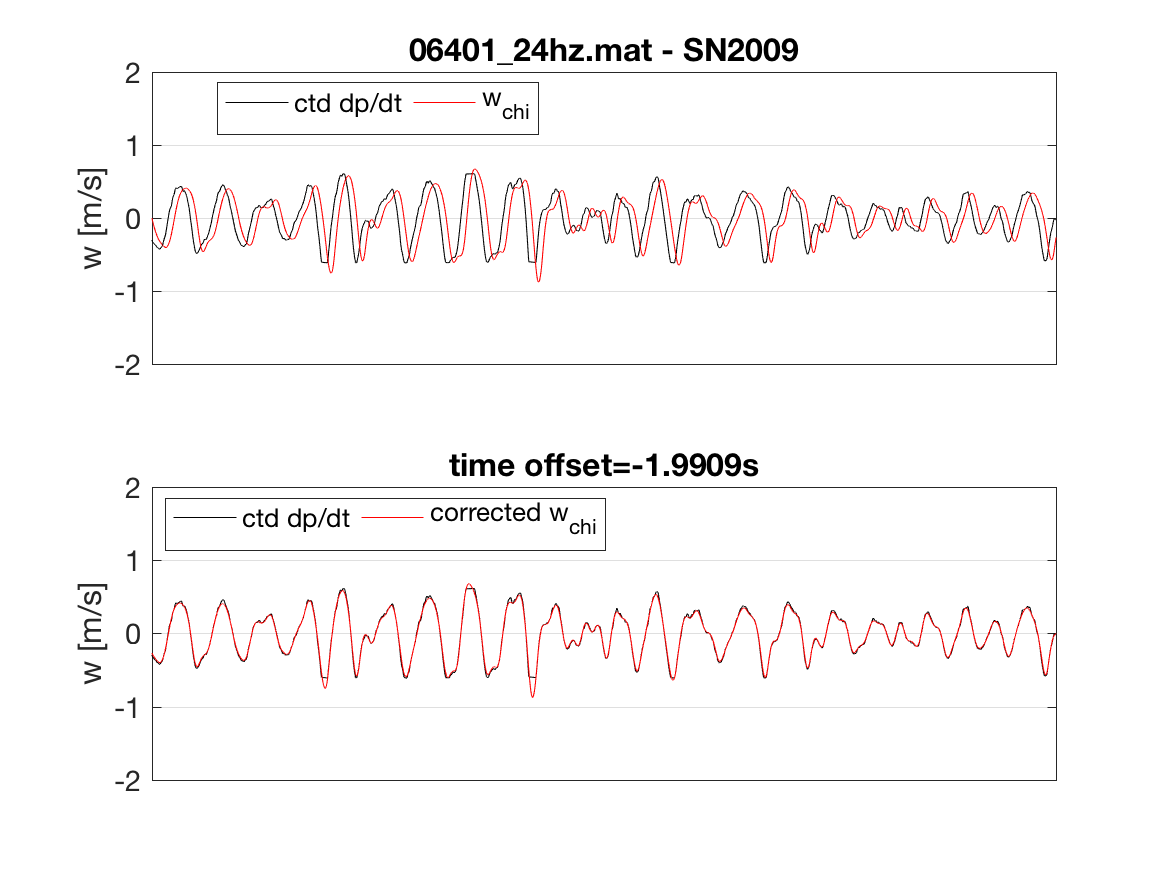 06401_24hz.mat - SN2009
2
ctd dp/dt w_chi
1
w [m/s]
0
-1
-2
time offset=-1.9909s
2
ctd dp/dt corrected w_chi
1
w [m/s]
0
-1
-2